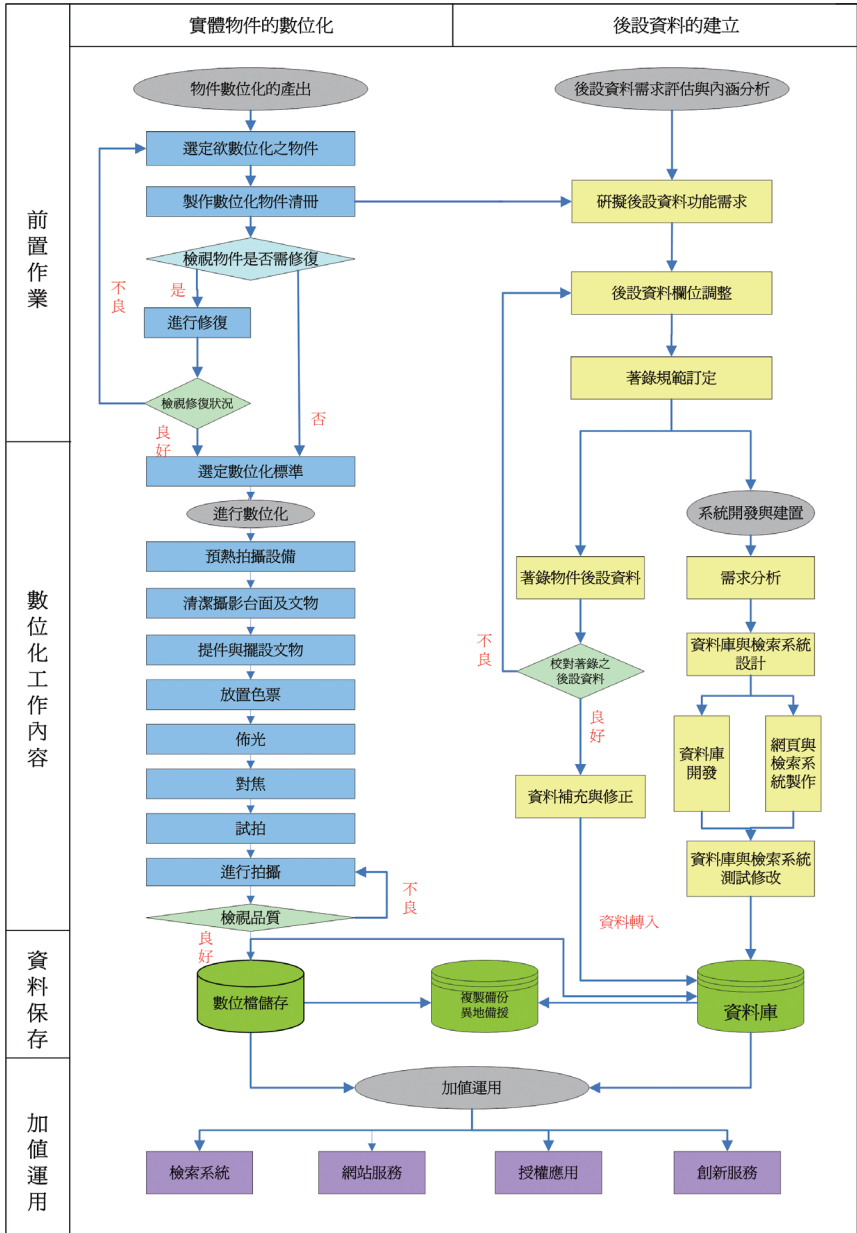 實體物件的數位化
後設資料的建立
前置作業
物件數位化的產出
後設資料需求評估與內涵分析
選定欲數位化之物件
製作數位化物件清冊
研擬後設資料功能需求
檢視物件是否需修復
不良
是
進行修復
後設資料欄位調整
檢視修復狀況
否
良好
著錄規範訂定
數位化工作內容
選定數位化標準
進行數位化
預熱拍攝設備
清潔攝影台面及文物
提件與擺設文物
放置色票
佈光
對焦
試拍
進行拍攝
不良
檢視品質
良好
著錄物件後設資料
不良
校對著錄之
後設資料
良好
資料補充與修正
資料轉入
系統開發與建置
需求分析
資料庫與檢索系統
設計
資料庫
開發
網頁與
檢索系
統製作
資料庫與檢索系統
測試修改
資料保存
數位檔儲存
複製備份
異地備援
資料庫
加值運用
加值運用
檢索系統
網站服務
授權應用
創新服務